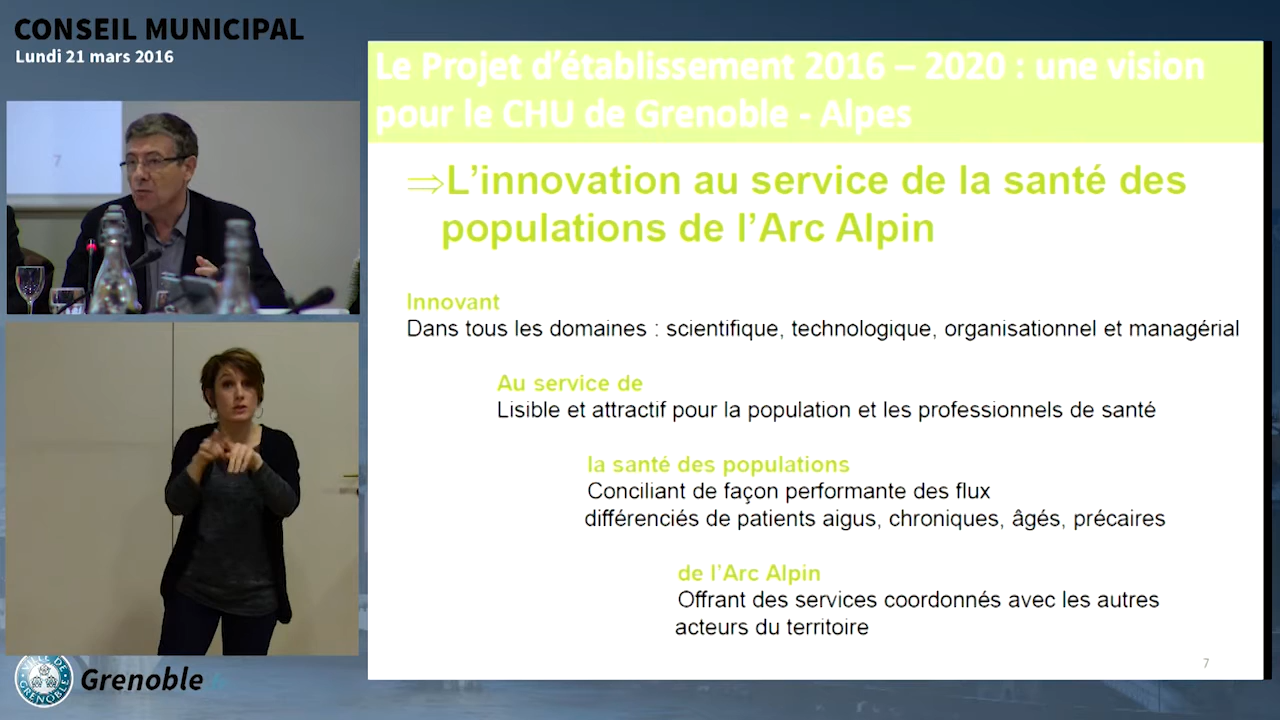 CONSEIL MUNICIPAL
Lundi 21 mars 2016
7
Le Projet d'établissement 2016 – 2020 : une vision
pour le CHU de Grenoble - Alpes
⇒L'innovation au service de la santé des
populations de l'Arc Alpin
Innovant
Dans tous les domaines : scientifique, technologique, organisationnel et managérial
Au service de
Lisible et attractif pour la population et les professionnels de santé
la santé des populations
Conciliant de façon performante des flux
différenciés de patients aigus, chroniques, âgés, précaires
de l'Arc Alpin
Offrant des services coordonnés avec les autres
acteurs du territoire
7
VILLE DE GRENOBLE
Grenoble